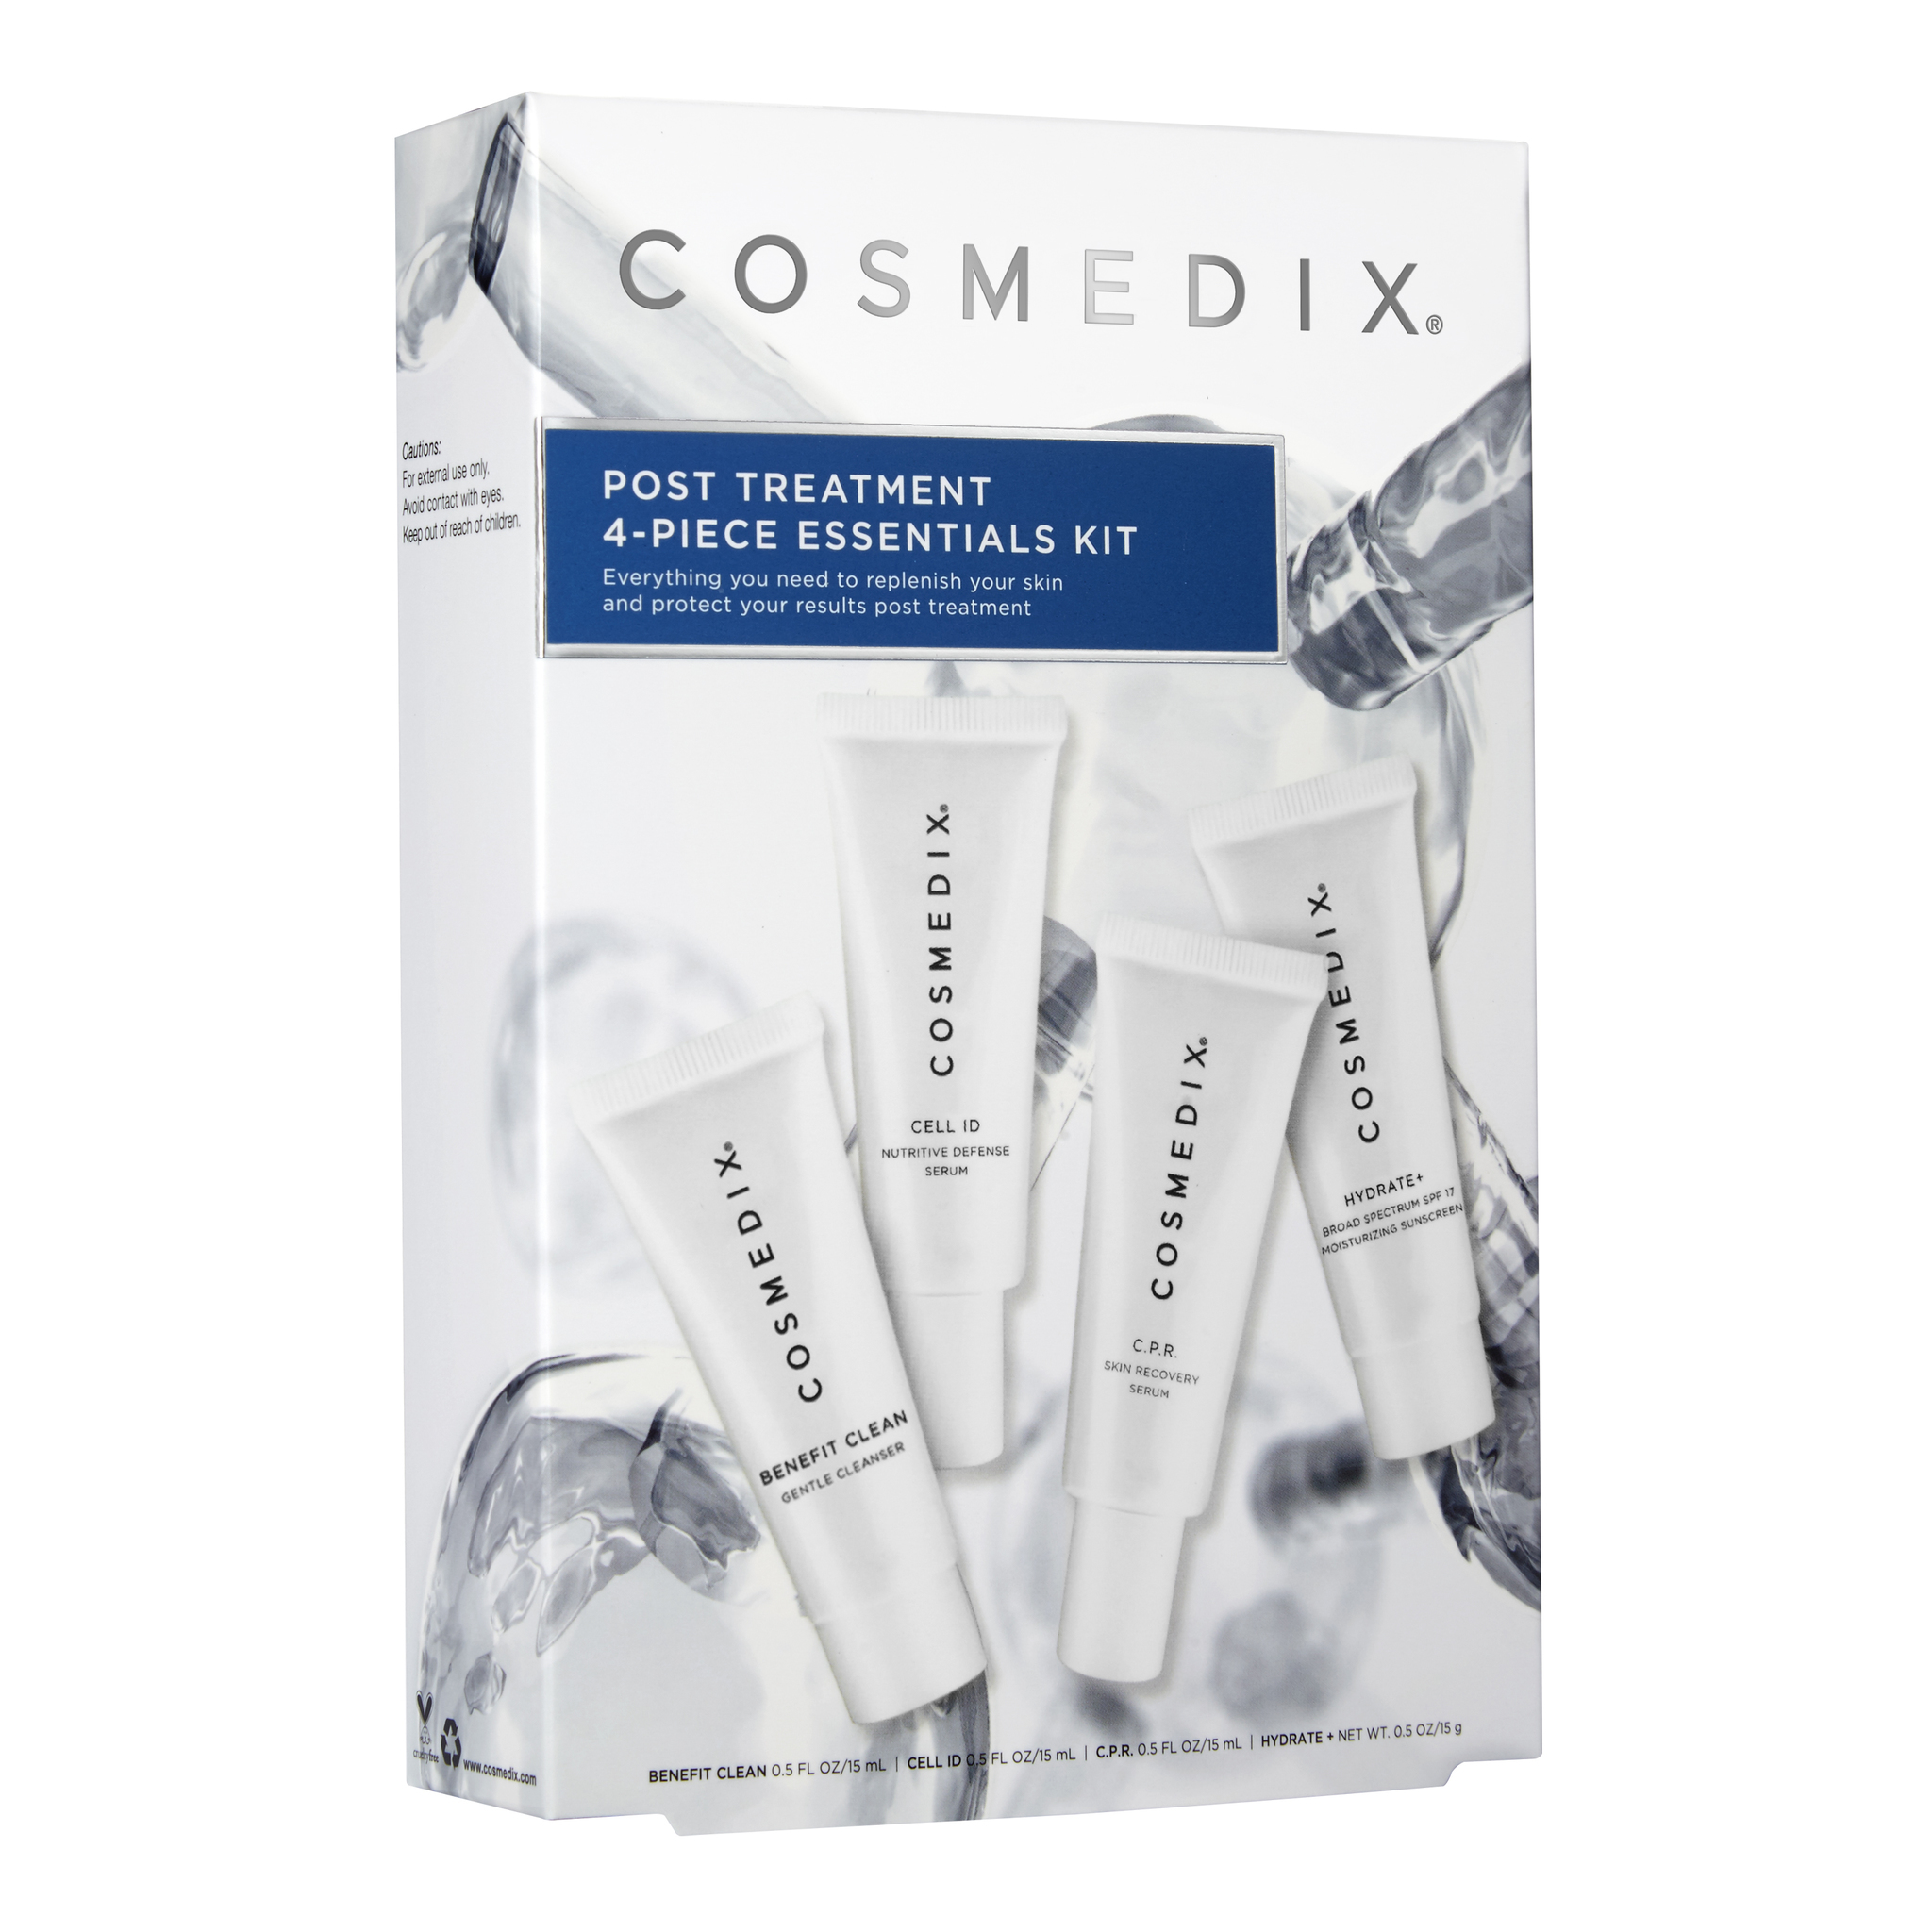 COSMEDIX®
Cautions:
For external use only.
Avoid contact with eyes.
Keep out of reach of children.
POST TREATMENT
4-PIECE ESSENTIALS KIT
Everything you need to replenish your skin
and protect your results post treatment
COSMEDIX®
CELL ID
NUTRITIVE DEFENSE
SERUM
COSMEDIX®
HYDRATE+
BROAD SPECTRUM SPF 17
MOISTURIZING SUNSCREEN
COSMEDIX®
C.P.R.
SKIN RECOVERY
SERUM
COSMEDIX®
BENEFIT CLEAN
GENTLE CLEANSER
cruelty free
www.cosmedix.com
BENEFIT CLEAN 0.5 FL OZ/15 mL | CELL ID 0.5 FL OZ/15 mL | C.P.R. 0.5 FL OZ/15 mL | HYDRATE + NET WT. 0.5 OZ/15 g